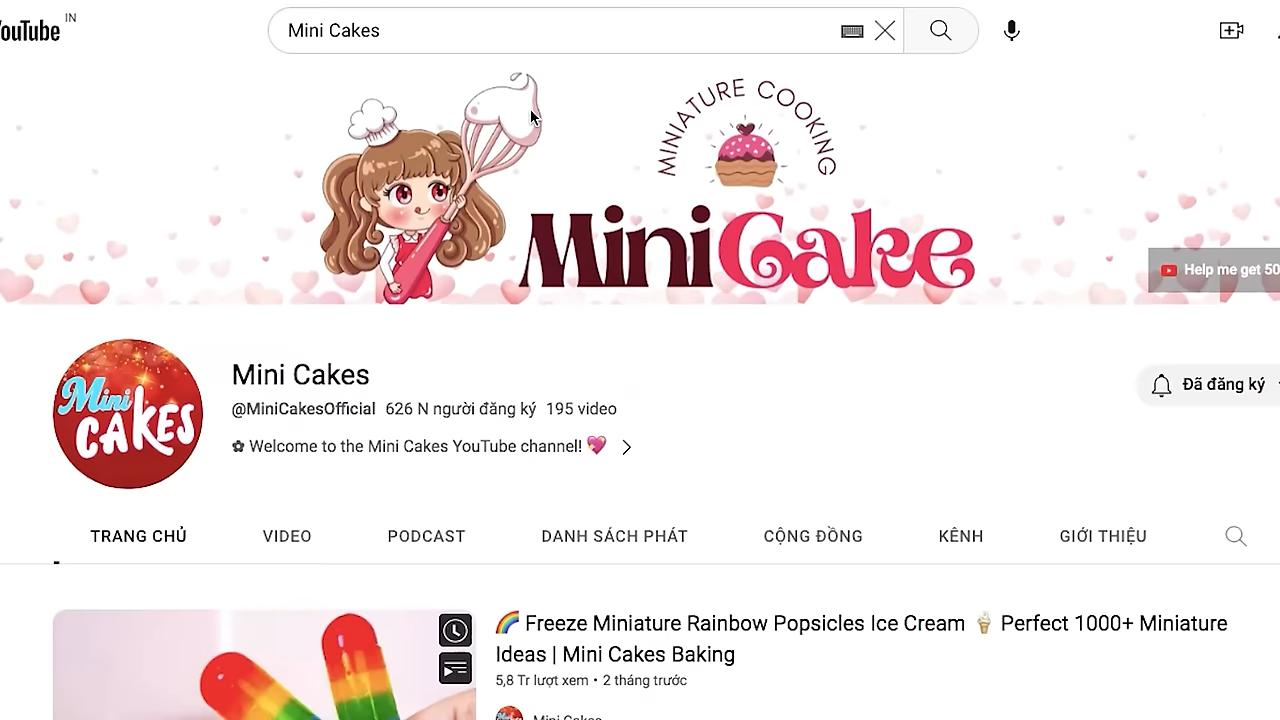 YouTube IN
Mini Cakes
MINIATURE COOKING
MiniCake
Help me get 50
Mini CAKES
Mini Cakes
@MiniCakesOfficial 626 N người đăng ký 195 video
✿ Welcome to the Mini Cakes YouTube channel! 💖
Đã đăng ký
TRANG CHỦ VIDEO PODCAST DANH SÁCH PHÁT CỘNG ĐỒNG KÊNH GIỚI THIỆU
🌈 Freeze Miniature Rainbow Popsicles Ice Cream 🍦 Perfect 1000+ Miniature
Ideas | Mini Cakes Baking
5,8 Tr lượt xem • 2 tháng trước
Mini Cakes